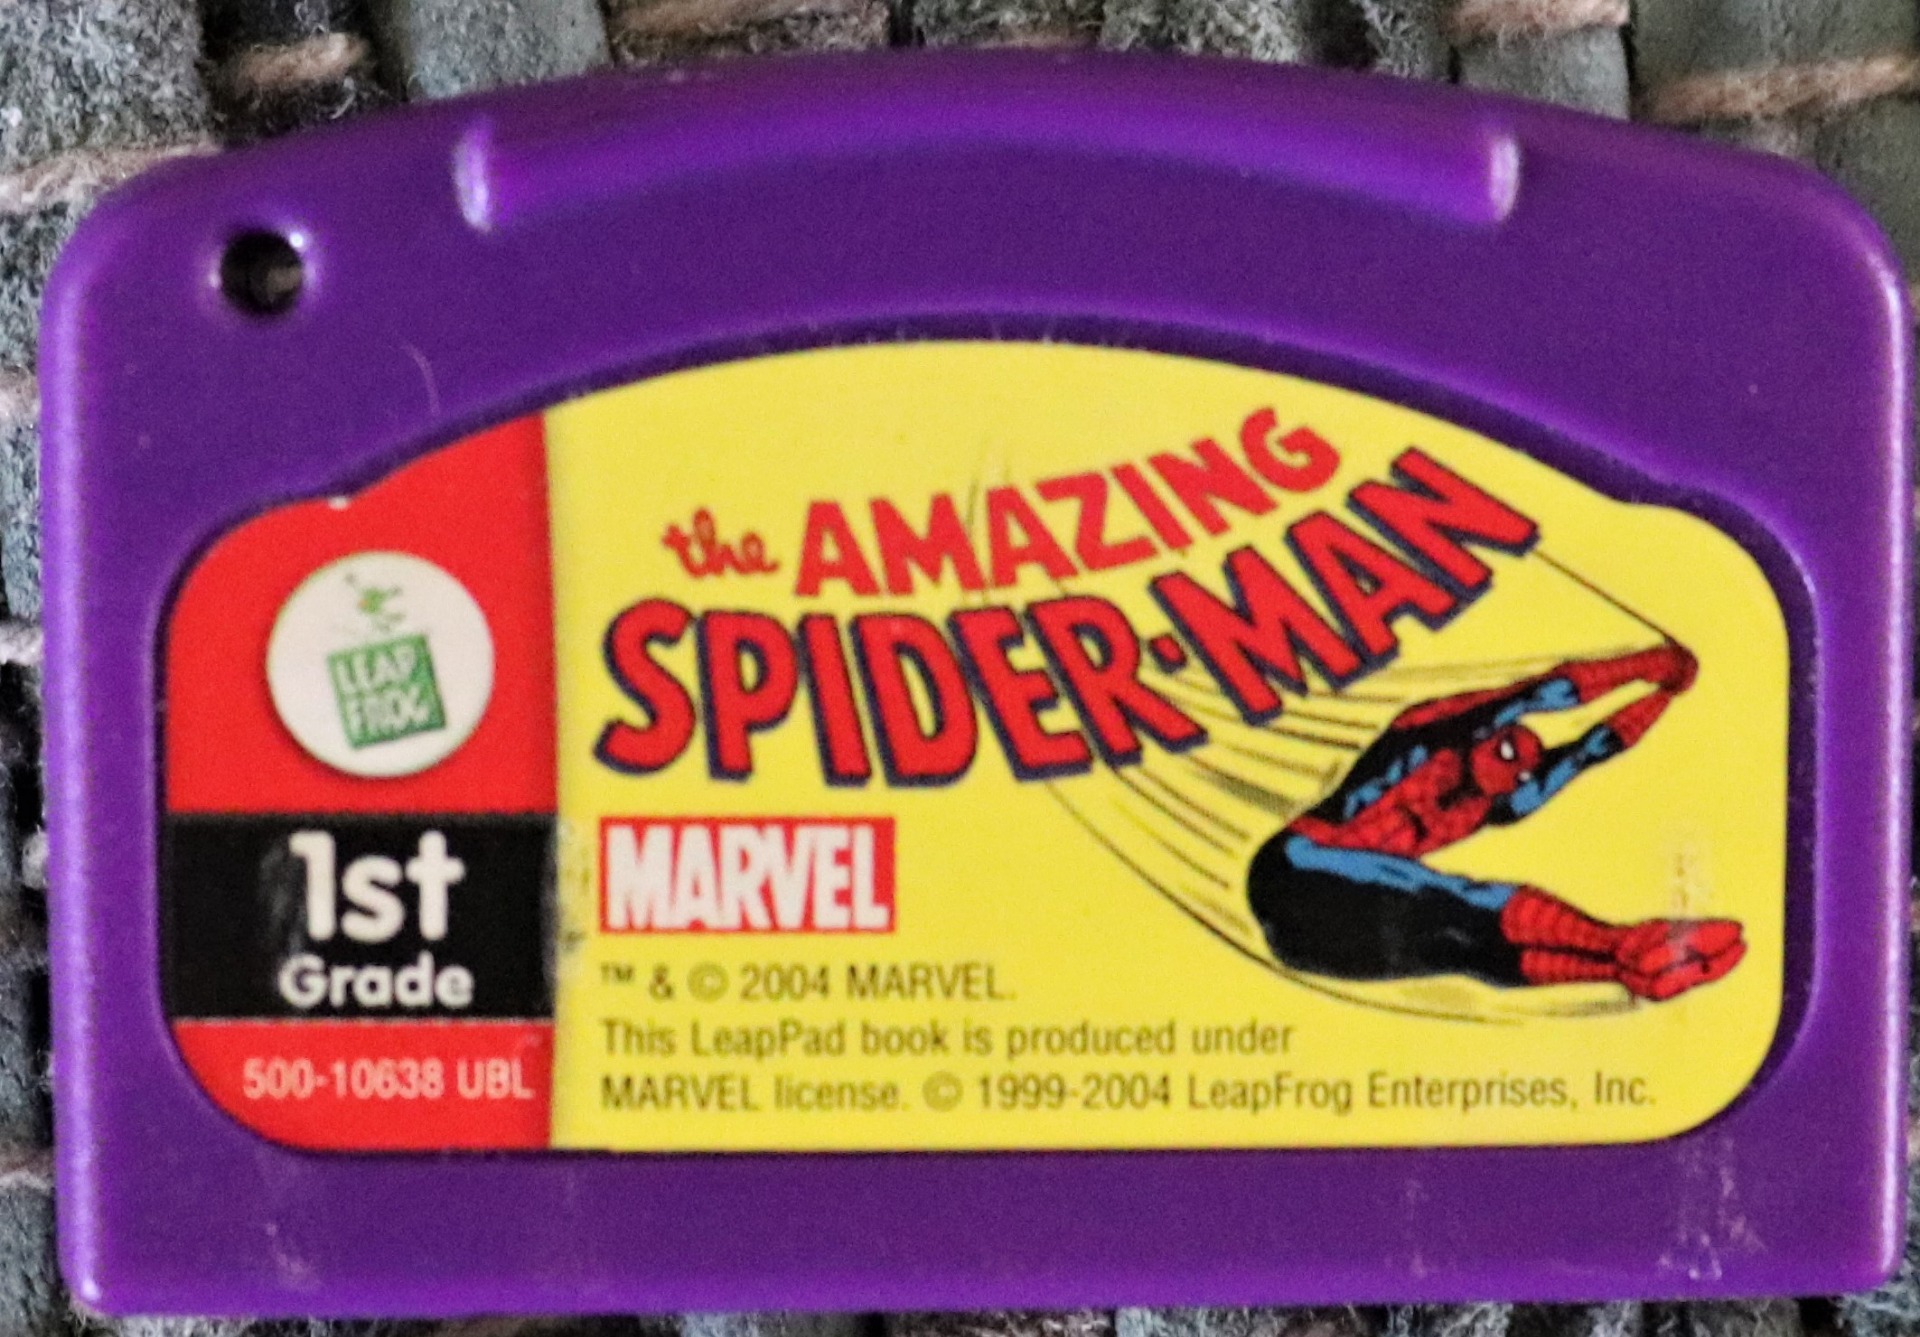 LEAP
FROG
1st
Grade
500-10638 UBL
the AMAZING
SPIDER-MAN
MARVEL
™ & © 2004 MARVEL.
This LeapPad book is produced under
MARVEL license. © 1999-2004 LeapFrog Enterprises, Inc.